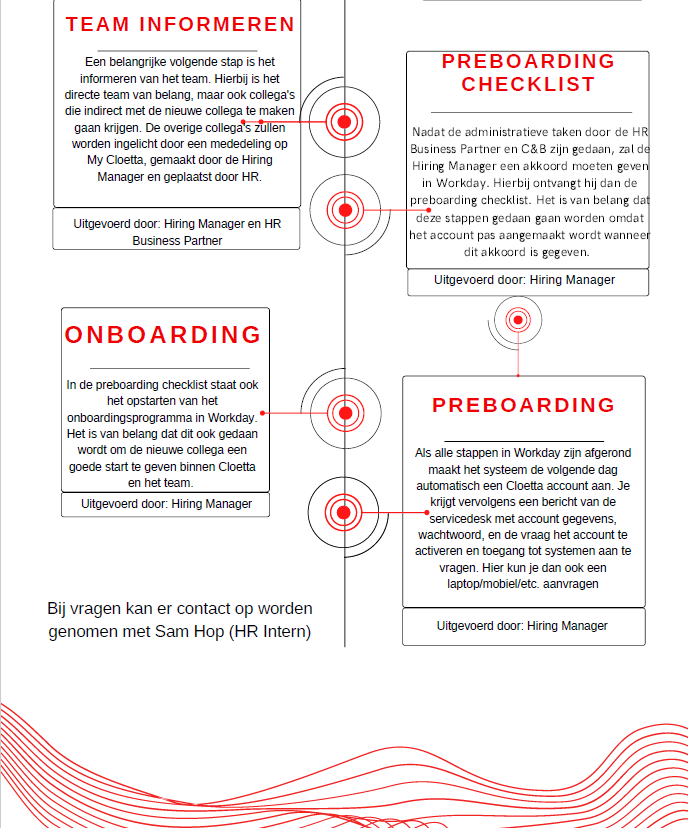 TEAM INFORMEREN
Een belangrijke volgende stap is het
informeren van het team. Hierbij is het
directe team van belang, maar ook collega's
die indirect met de nieuwe collega te maken
gaan krijgen. De overige collega's zullen
worden ingelicht door een mededeling op
My Cloetta, gemaakt door de Hiring
Manager en geplaatst door HR.
Uitgevoerd door: Hiring Manager en HR
Business Partner
PREBOARDING
CHECKLIST
Nadat de administratieve taken door de HR
Business Partner en C&B zijn gedaan, zal de
Hiring Manager een akkoord moeten geven
in Workday. Hierbij ontvangt hij dan de
preboarding checklist. Het is van belang dat
deze stappen gedaan gaan worden omdat
het account pas aangemaakt wordt wanneer
dit akkoord is gegeven.
Uitgevoerd door: Hiring Manager
ONBOARDING
In de preboarding checklist staat ook
het opstarten van het
onboardingsprogramma in Workday.
Het is van belang dat dit ook gedaan
wordt om de nieuwe collega een
goede start te geven binnen Cloetta
en het team.
Uitgevoerd door: Hiring Manager
PREBOARDING
Als alle stappen in Workday zijn afgerond
maakt het systeem de volgende dag
automatisch een Cloetta account aan. Je
krijgt vervolgens een bericht van de
servicedesk met account gegevens,
wachtwoord, en de vraag het account te
activeren en toegang tot systemen aan te
vragen. Hier kun je dan ook een
laptop/mobiel/etc. aanvragen
Uitgevoerd door: Hiring Manager
Bij vragen kan er contact op worden
genomen met Sam Hop (HR Intern)